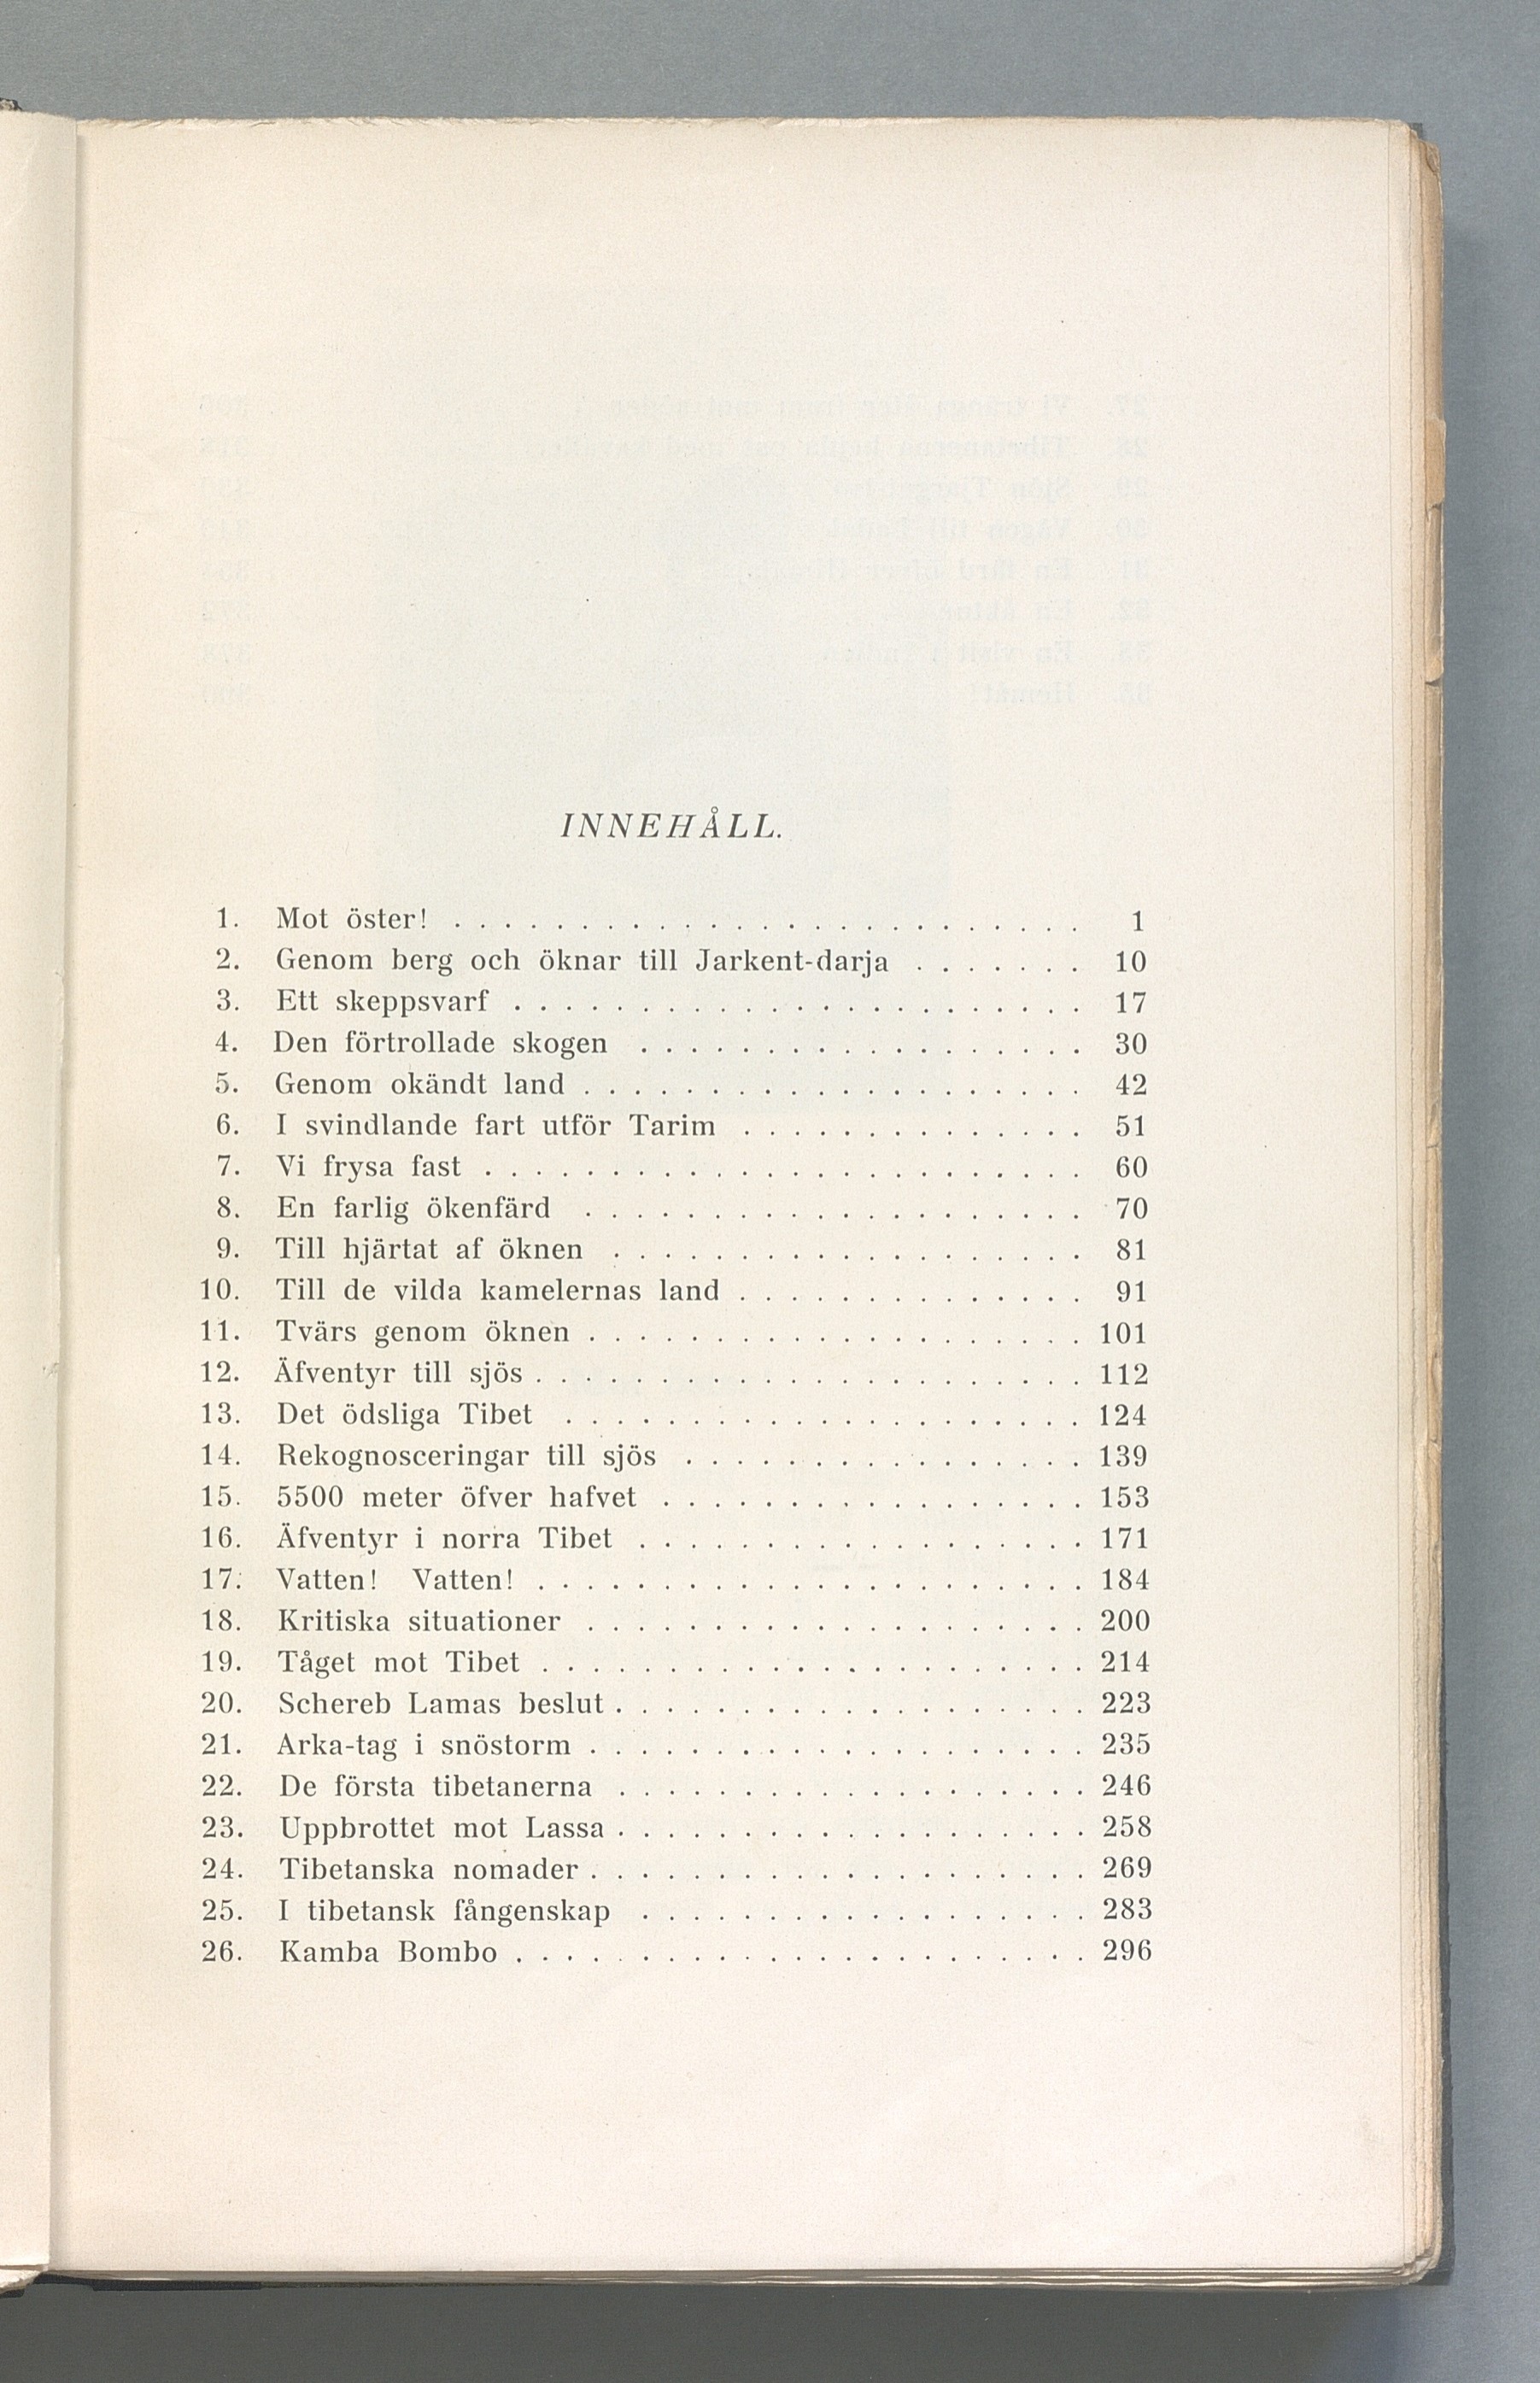 INNEHÅLL.
1. Mot öster! . . . . . . . . . . . . . . . . . . . . . . . . . 1
2. Genom berg och öknar till Jarkent-darja . . . . . . . 10
3. Ett skeppsvarf . . . . . . . . . . . . . . . . . . . . . . . 17
4. Den förtrollade skogen . . . . . . . . . . . . . . . . . . 30
5. Genom okändt land . . . . . . . . . . . . . . . . . . . . 42
6. I svindlande fart utför Tarim . . . . . . . . . . . . . . 51
7. Vi frysa fast . . . . . . . . . . . . . . . . . . . . . . . . 60
8. En farlig ökenfärd . . . . . . . . . . . . . . . . . . . . 70
9. Till hjärtat af öknen . . . . . . . . . . . . . . . . . . . 81
10. Till de vilda kamelernas land . . . . . . . . . . . . . . 91
11. Tvärs genom öknen . . . . . . . . . . . . . . . . . . . . 101
12. Äfventyr till sjös . . . . . . . . . . . . . . . . . . . . . . 112
13. Det ödsliga Tibet . . . . . . . . . . . . . . . . . . . . . 124
14. Rekognosceringar till sjös . . . . . . . . . . . . . . . . 139
15. 5500 meter öfver hafvet . . . . . . . . . . . . . . . . . 153
16. Äfventyr i norra Tibet . . . . . . . . . . . . . . . . . . 171
17. Vatten! Vatten! . . . . . . . . . . . . . . . . . . . . . . 184
18. Kritiska situationer . . . . . . . . . . . . . . . . . . . . 200
19. Tåget mot Tibet . . . . . . . . . . . . . . . . . . . . . . 214
20. Schereb Lamas beslut . . . . . . . . . . . . . . . . . . . 223
21. Arka-tag i snöstorm . . . . . . . . . . . . . . . . . . . . 235
22. De första tibetanerna . . . . . . . . . . . . . . . . . . . 246
23. Uppbrottet mot Lassa . . . . . . . . . . . . . . . . . . . 258
24. Tibetanska nomader . . . . . . . . . . . . . . . . . . . . 269
25. I tibetansk fångenskap . . . . . . . . . . . . . . . . . . 283
26. Kamba Bombo . . . . . . . . . . . . . . . . . . . . . . . 296